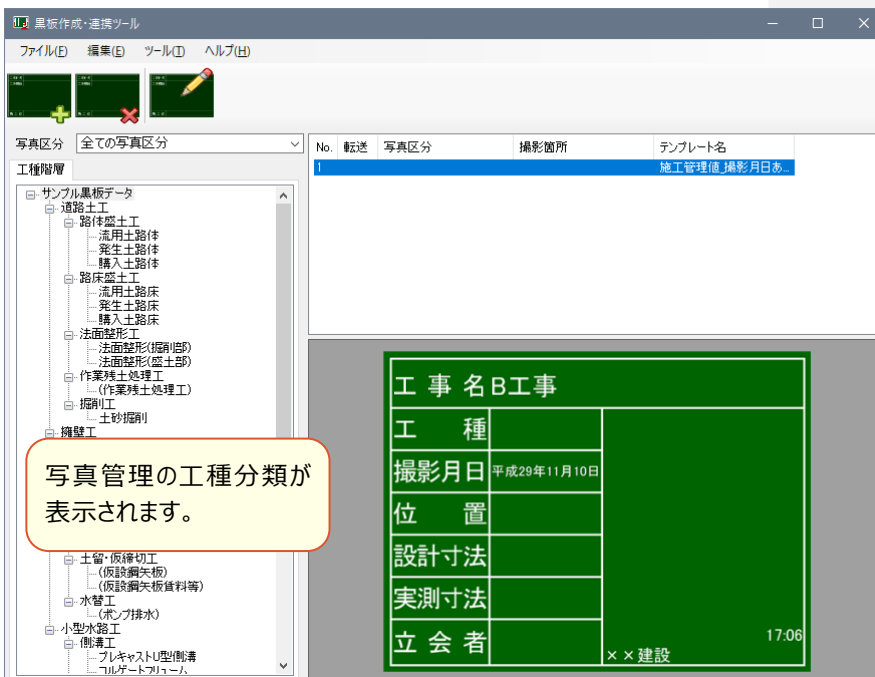 黒板作成・連携ツール
ファイル(F) 編集(E) ツール(T) ヘルプ(H)
写真区分 全ての写真区分
工種階層
No. 転送 写真区分 撮影箇所 テンプレート名
1 施工管理値_撮影月日あ...
サンプル黒板データ
道路土工
路体盛土工
流用土路体
発生土路体
購入土路体
路床盛土工
流用土路床
発生土路床
購入土路床
法面整形工
法面整形(掘削部)
法面整形(盛土部)
作業残土処理工
(作業残土処理工)
掘削工
土砂掘削
擁壁工
写真管理の工種分類が
表示されます。
土留・仮締切工
(仮設鋼矢板)
(仮設鋼矢板賃料等)
水替工
(ポンプ排水)
小型水路工
側溝工
プレキャストU型側溝
コルゲートフリューム
工事名 B工事
工種
撮影月日 平成29年11月10日
位置
設計寸法
実測寸法
立会者
17:06
××建設